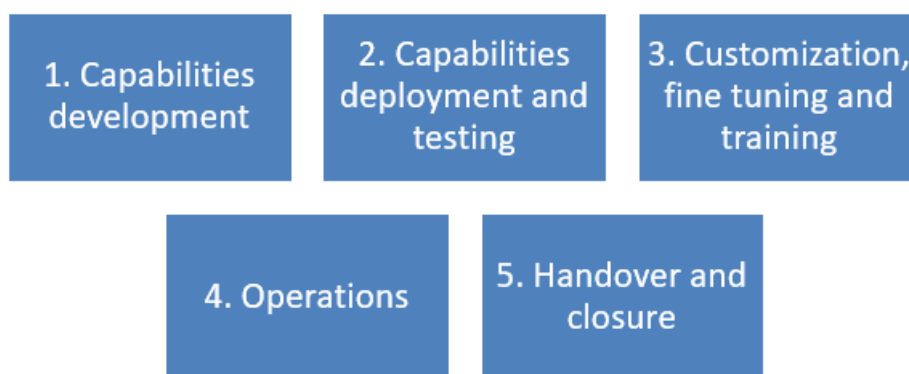 1. Capabilities
development
2. Capabilities
deployment and
testing
3. Customization,
fine tuning and
training
4. Operations
5. Handover and
closure